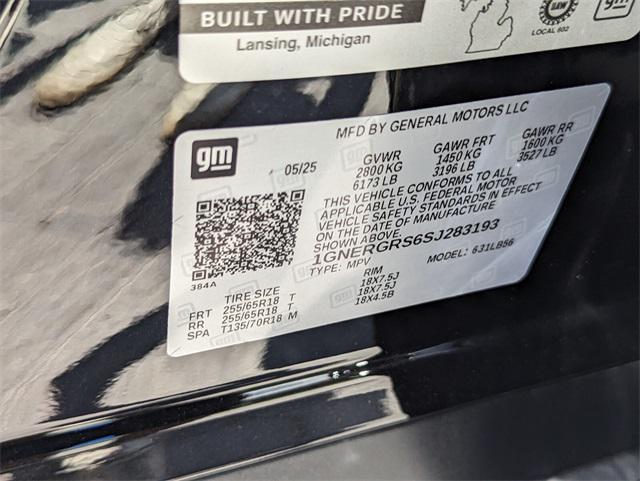 BUILT WITH PRIDE
Lansing, Michigan
UAW
LOCAL 602
gm
MFD BY GENERAL MOTORS LLC
05/25
GVWR GAWR FRT GAWR RR
2800 KG 1450 KG 1600 KG
6173 LB 3196 LB 3527 LB
THIS VEHICLE CONFORMS TO ALL
APPLICABLE U.S. FEDERAL MOTOR
VEHICLE SAFETY STANDARDS IN EFFECT
ON THE DATE OF MANUFACTURE
SHOWN ABOVE.
1GNERGRS6SJ283193
TYPE: MPV MODEL: 631LB56
384A
TIRE SIZE RIM
FRT 255/65R18 T 18X7.5J
RR 255/65R18 T 18X7.5J
SPA T135/70R18 M 18X4.5B